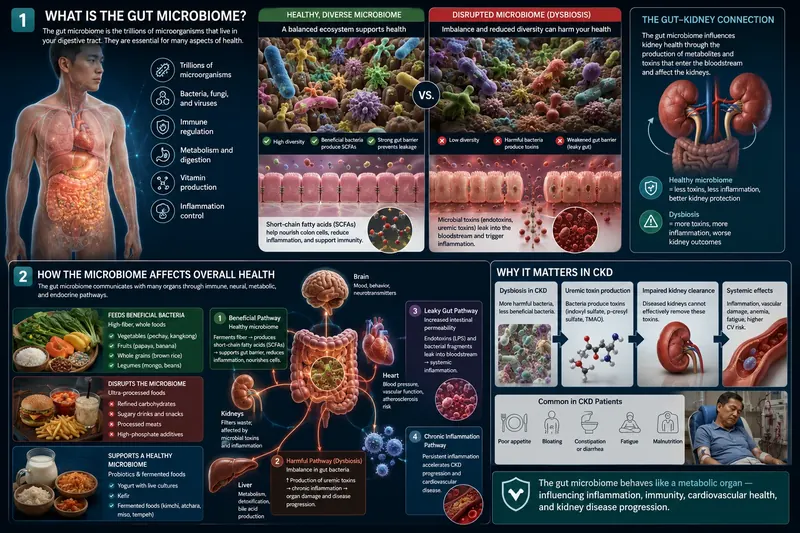 1
WHAT IS THE GUT MICROBIOME?
The gut microbiome is the trillions of microorganisms that live in
your digestive tract. They are essential for many aspects of health.
Trillions of
microorganisms
Bacteria, fungi,
and viruses
Immune
regulation
Metabolism and
digestion
Vitamin
production
Inflammation
control
HEALTHY, DIVERSE MICROBIOME
A balanced ecosystem supports health
High diversity
Beneficial bacteria
produce SCFAs
Strong gut barrier
prevents leakage
Short-chain fatty acids (SCFAs)
help nourish colon cells, reduce
inflammation, and support immunity.
VS.
DISRUPTED MICROBIOME (DYSBIOSIS)
Imbalance and reduced diversity can harm your health
Low diversity
Harmful bacteria
produce toxins
Weakened gut barrier
(leaky gut)
Microbial toxins (endotoxins,
uremic toxins) leak into the
bloodstream and trigger
inflammation.
THE GUT–KIDNEY CONNECTION
The gut microbiome influences
kidney health through the
production of metabolites and
toxins that enter the bloodstream
and affect the kidneys.
Healthy microbiome
= less toxins, less inflammation,
better kidney protection
Dysbiosis
= more toxins, more
inflammation, worse
kidney outcomes
2
HOW THE MICROBIOME AFFECTS OVERALL HEALTH
The gut microbiome communicates with many organs through immune, neural, metabolic,
and endocrine pathways.
FEEDS BENEFICIAL BACTERIA
High-fiber, whole foods
Vegetables (pechay, kangkong)
Fruits (papaya, banana)
Whole grains (brown rice)
Legumes (mongo, beans)
DISRUPTS THE MICROBIOME
Ultra-processed foods
Refined carbohydrates
Sugary drinks and snacks
Processed meats
High-phosphate additives
SUPPORTS A HEALTHY
MICROBIOME
Probiotics & fermented foods
Yogurt with live cultures
Kefir
Fermented foods (kimchi, atchara,
miso, tempeh)
1
Beneficial Pathway
Healthy microbiome
Ferments fiber → produces
short-chain fatty acids (SCFAs)
→ supports gut barrier, reduces
inflammation, nourishes cells.
Brain
Mood, behavior,
neurotransmitters
Heart
Blood pressure,
vascular function,
atherosclerosis
risk
Kidneys
Filters waste;
affected by
microbial toxins
and inflammation
Liver
Metabolism,
detoxification,
bile acid
production
2
Harmful Pathway (Dysbiosis)
Imbalance in gut bacteria
↑ Production of uremic toxins
→ chronic inflammation →
organ damage and disease
progression.
3
Leaky Gut Pathway
Increased intestinal
permeability
Endotoxins (LPS) and
bacterial fragments
leak into bloodstream
→ systemic
inflammation.
4
Chronic Inflammation
Pathway
Persistent inflammation
accelerates CKD
progression and
cardiovascular
disease.
WHY IT MATTERS IN CKD
Dysbiosis in CKD
More harmful bacteria,
less beneficial bacteria.
Uremic toxin production
Bacteria produce toxins
(indoxyl sulfate, p-cresyl
sulfate, TMAO).
Impaired kidney clearance
Diseased kidneys cannot
effectively remove these
toxins.
Systemic effects
Inflammation, vascular
damage, anemia,
fatigue, higher
CV risk.
Common in CKD Patients
Poor appetite
Bloating
Constipation
or diarrhea
Fatigue
Malnutrition
The gut microbiome behaves like a metabolic organ —
influencing inflammation, immunity, cardiovascular health,
and kidney disease progression.